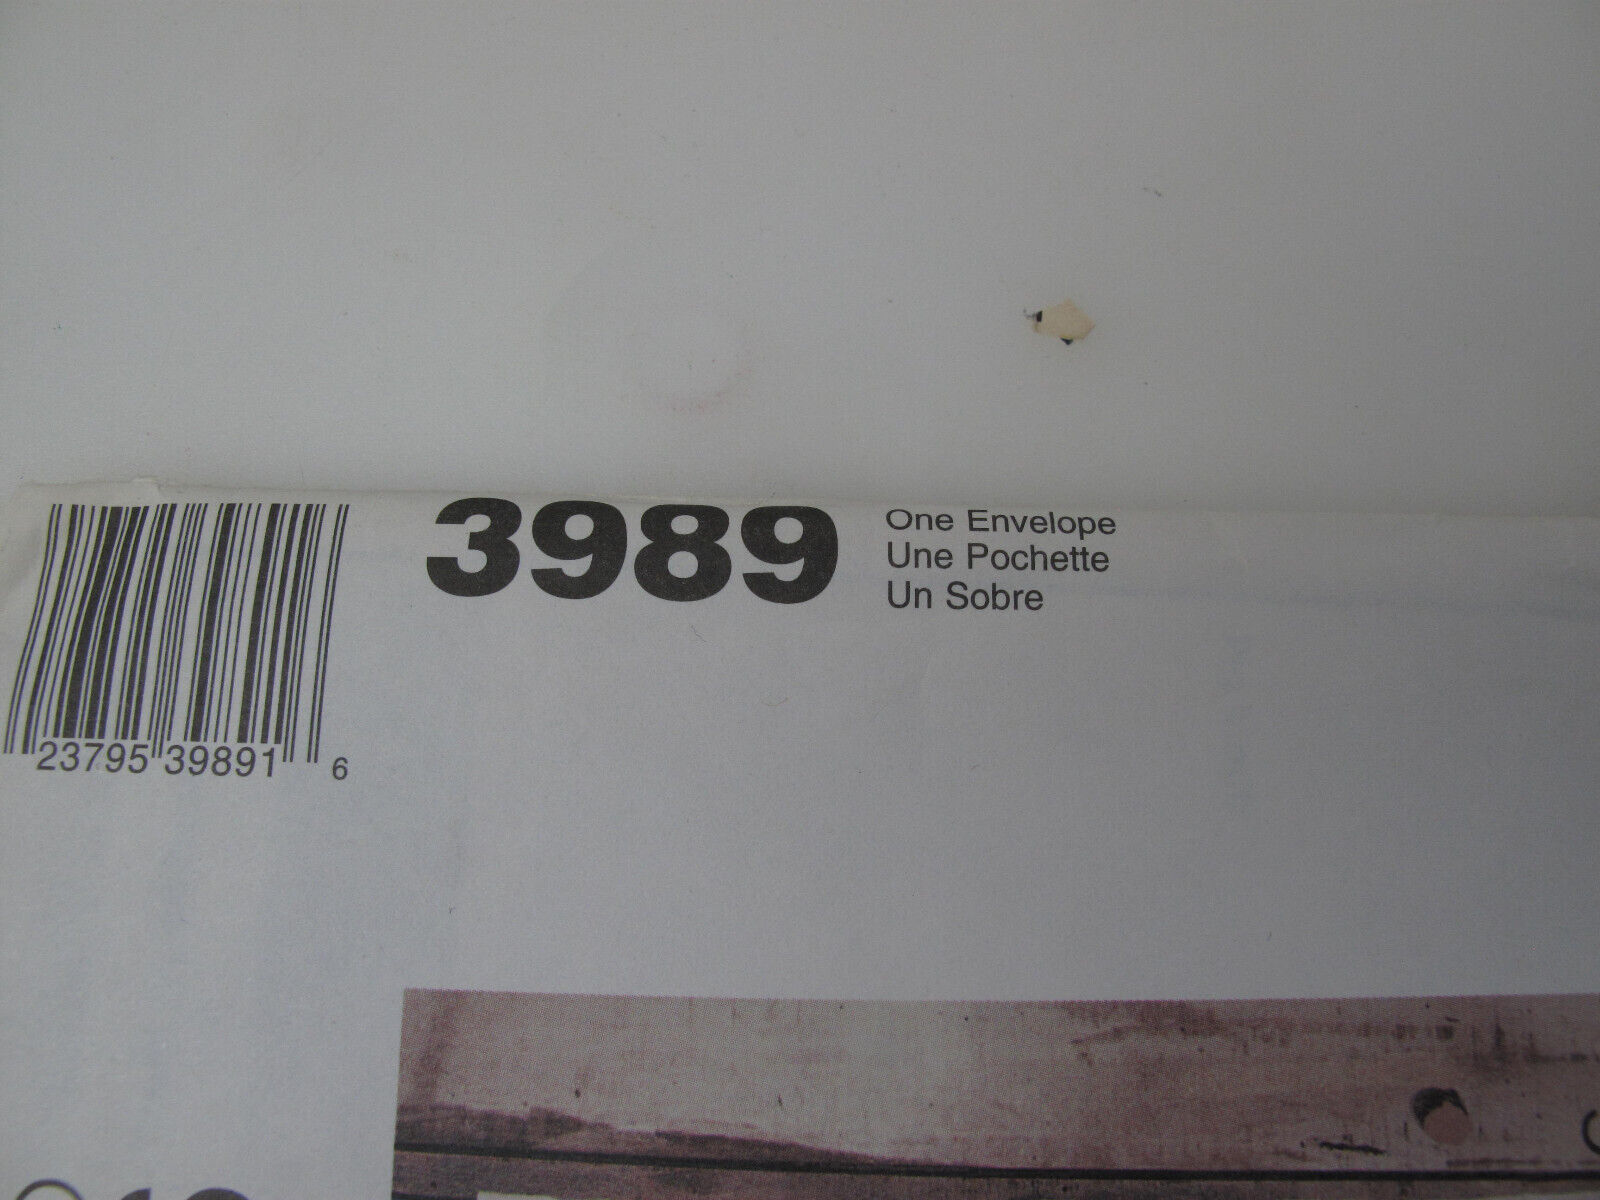 3989
One Envelope
Une Pochette
Un Sobre
23795 39891 6